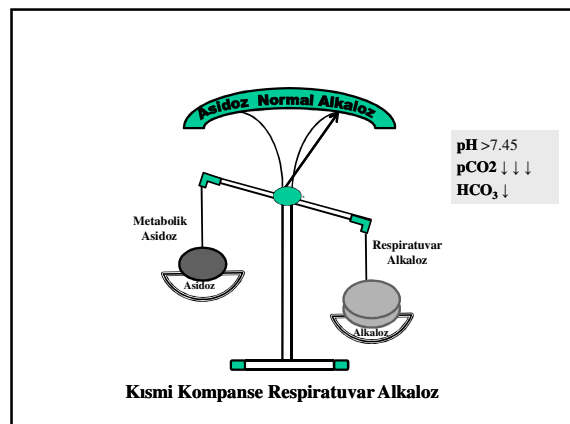 Asidoz Normal Alkaloz
pH >7.45
pCO2 ↓ ↓ ↓
HCO₃ ↓
Metabolik
Asidoz
Respiratuvar
Alkaloz
Asidoz
Alkaloz
Kısmi Kompanse Respiratuvar Alkaloz